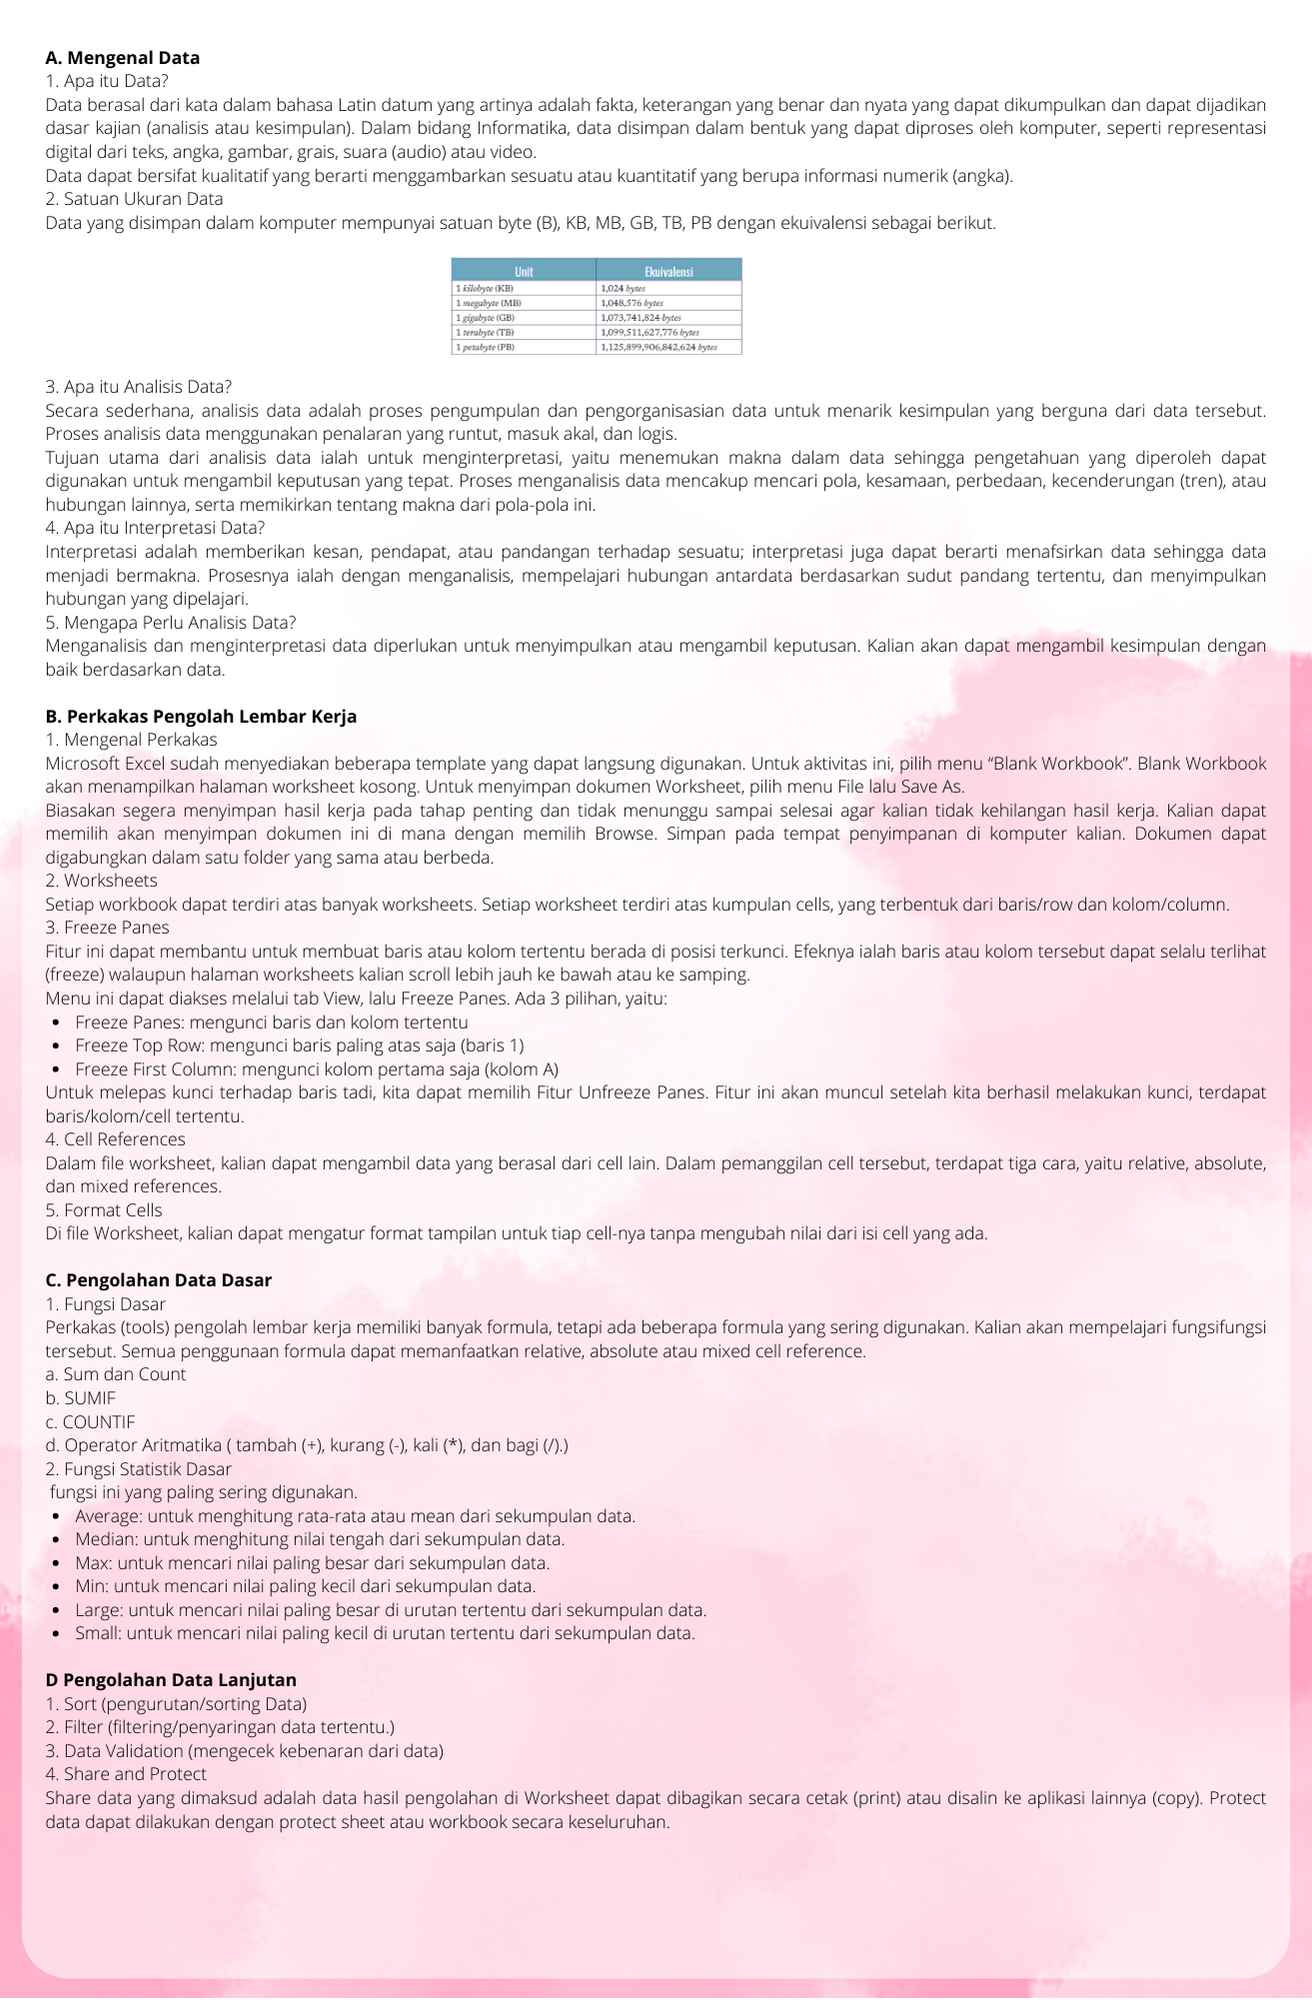 A. Mengenal Data
1. Apa itu Data?
Data berasal dari kata dalam bahasa Latin datum yang artinya adalah fakta, keterangan yang benar dan nyata yang dapat dikumpulkan dan dapat dijadikan
dasar kajian (analisis atau kesimpulan). Dalam bidang Informatika, data disimpan dalam bentuk yang dapat diproses oleh komputer, seperti representasi
digital dari teks, angka, gambar, grais, suara (audio) atau video.
Data dapat bersifat kualitatif yang berarti menggambarkan sesuatu atau kuantitatif yang berupa informasi numerik (angka).
2. Satuan Ukuran Data
Data yang disimpan dalam komputer mempunyai satuan byte (B), KB, MB, GB, TB, PB dengan ekuivalensi sebagai berikut.
Unit Ekuivalensi
1 kilobyte (KB) 1,024 bytes
1 megabyte (MB) 1,048,576 bytes
1 gigabyte (GB) 1,073,741,824 bytes
1 terabyte (TB) 1,099,511,627,776 bytes
1 petabyte (PB) 1,125,899,906,842,624 bytes
3. Apa itu Analisis Data?
Secara sederhana, analisis data adalah proses pengumpulan dan pengorganisasian data untuk menarik kesimpulan yang berguna dari data tersebut.
Proses analisis data menggunakan penalaran yang runtut, masuk akal, dan logis.
Tujuan utama dari analisis data ialah untuk menginterpretasi, yaitu menemukan makna dalam data sehingga pengetahuan yang diperoleh dapat
digunakan untuk mengambil keputusan yang tepat. Proses menganalisis data mencakup mencari pola, kesamaan, perbedaan, kecenderungan (tren), atau
hubungan lainnya, serta memikirkan tentang makna dari pola-pola ini.
4. Apa itu Interpretasi Data?
Interpretasi adalah memberikan kesan, pendapat, atau pandangan terhadap sesuatu; interpretasi juga dapat berarti menafsirkan data sehingga data
menjadi bermakna. Prosesnya ialah dengan menganalisis, mempelajari hubungan antardata berdasarkan sudut pandang tertentu, dan menyimpulkan
hubungan yang dipelajari.
5. Mengapa Perlu Analisis Data?
Menganalisis dan menginterpretasi data diperlukan untuk menyimpulkan atau mengambil keputusan. Kalian akan dapat mengambil kesimpulan dengan
baik berdasarkan data.
B. Perkakas Pengolah Lembar Kerja
1. Mengenal Perkakas
Microsoft Excel sudah menyediakan beberapa template yang dapat langsung digunakan. Untuk aktivitas ini, pilih menu “Blank Workbook”. Blank Workbook
akan menampilkan halaman worksheet kosong. Untuk menyimpan dokumen Worksheet, pilih menu File lalu Save As.
Biasakan segera menyimpan hasil kerja pada tahap penting dan tidak menunggu sampai selesai agar kalian tidak kehilangan hasil kerja. Kalian dapat
memilih akan menyimpan dokumen ini di mana dengan memilih Browse. Simpan pada tempat penyimpanan di komputer kalian. Dokumen dapat
digabungkan dalam satu folder yang sama atau berbeda.
2. Worksheets
Setiap workbook dapat terdiri atas banyak worksheets. Setiap worksheet terdiri atas kumpulan cells, yang terbentuk dari baris/row dan kolom/column.
3. Freeze Panes
Fitur ini dapat membantu untuk membuat baris atau kolom tertentu berada di posisi terkunci. Efeknya ialah baris atau kolom tersebut dapat selalu terlihat
(freeze) walaupun halaman worksheets kalian scroll lebih jauh ke bawah atau ke samping.
Menu ini dapat diakses melalui tab View, lalu Freeze Panes. Ada 3 pilihan, yaitu:
• Freeze Panes: mengunci baris dan kolom tertentu
• Freeze Top Row: mengunci baris paling atas saja (baris 1)
• Freeze First Column: mengunci kolom pertama saja (kolom A)
Untuk melepas kunci terhadap baris tadi, kita dapat memilih Fitur Unfreeze Panes. Fitur ini akan muncul setelah kita berhasil melakukan kunci, terdapat
baris/kolom/cell tertentu.
4. Cell References
Dalam file worksheet, kalian dapat mengambil data yang berasal dari cell lain. Dalam pemanggilan cell tersebut, terdapat tiga cara, yaitu relative, absolute,
dan mixed references.
5. Format Cells
Di file Worksheet, kalian dapat mengatur format tampilan untuk tiap cell-nya tanpa mengubah nilai dari isi cell yang ada.
C. Pengolahan Data Dasar
1. Fungsi Dasar
Perkakas (tools) pengolah lembar kerja memiliki banyak formula, tetapi ada beberapa formula yang sering digunakan. Kalian akan mempelajari fungsifungsi
tersebut. Semua penggunaan formula dapat memanfaatkan relative, absolute atau mixed cell reference.
a. Sum dan Count
b. SUMIF
c. COUNTIF
d. Operator Aritmatika ( tambah (+), kurang (-), kali (*), dan bagi (/).)
2. Fungsi Statistik Dasar
fungsi ini yang paling sering digunakan.
• Average: untuk menghitung rata-rata atau mean dari sekumpulan data.
• Median: untuk menghitung nilai tengah dari sekumpulan data.
• Max: untuk mencari nilai paling besar dari sekumpulan data.
• Min: untuk mencari nilai paling kecil dari sekumpulan data.
• Large: untuk mencari nilai paling besar di urutan tertentu dari sekumpulan data.
• Small: untuk mencari nilai paling kecil di urutan tertentu dari sekumpulan data.
D Pengolahan Data Lanjutan
1. Sort (pengurutan/sorting Data)
2. Filter (filtering/penyaringan data tertentu.)
3. Data Validation (mengecek kebenaran dari data)
4. Share and Protect
Share data yang dimaksud adalah data hasil pengolahan di Worksheet dapat dibagikan secara cetak (print) atau disalin ke aplikasi lainnya (copy). Protect
data dapat dilakukan dengan protect sheet atau workbook secara keseluruhan.